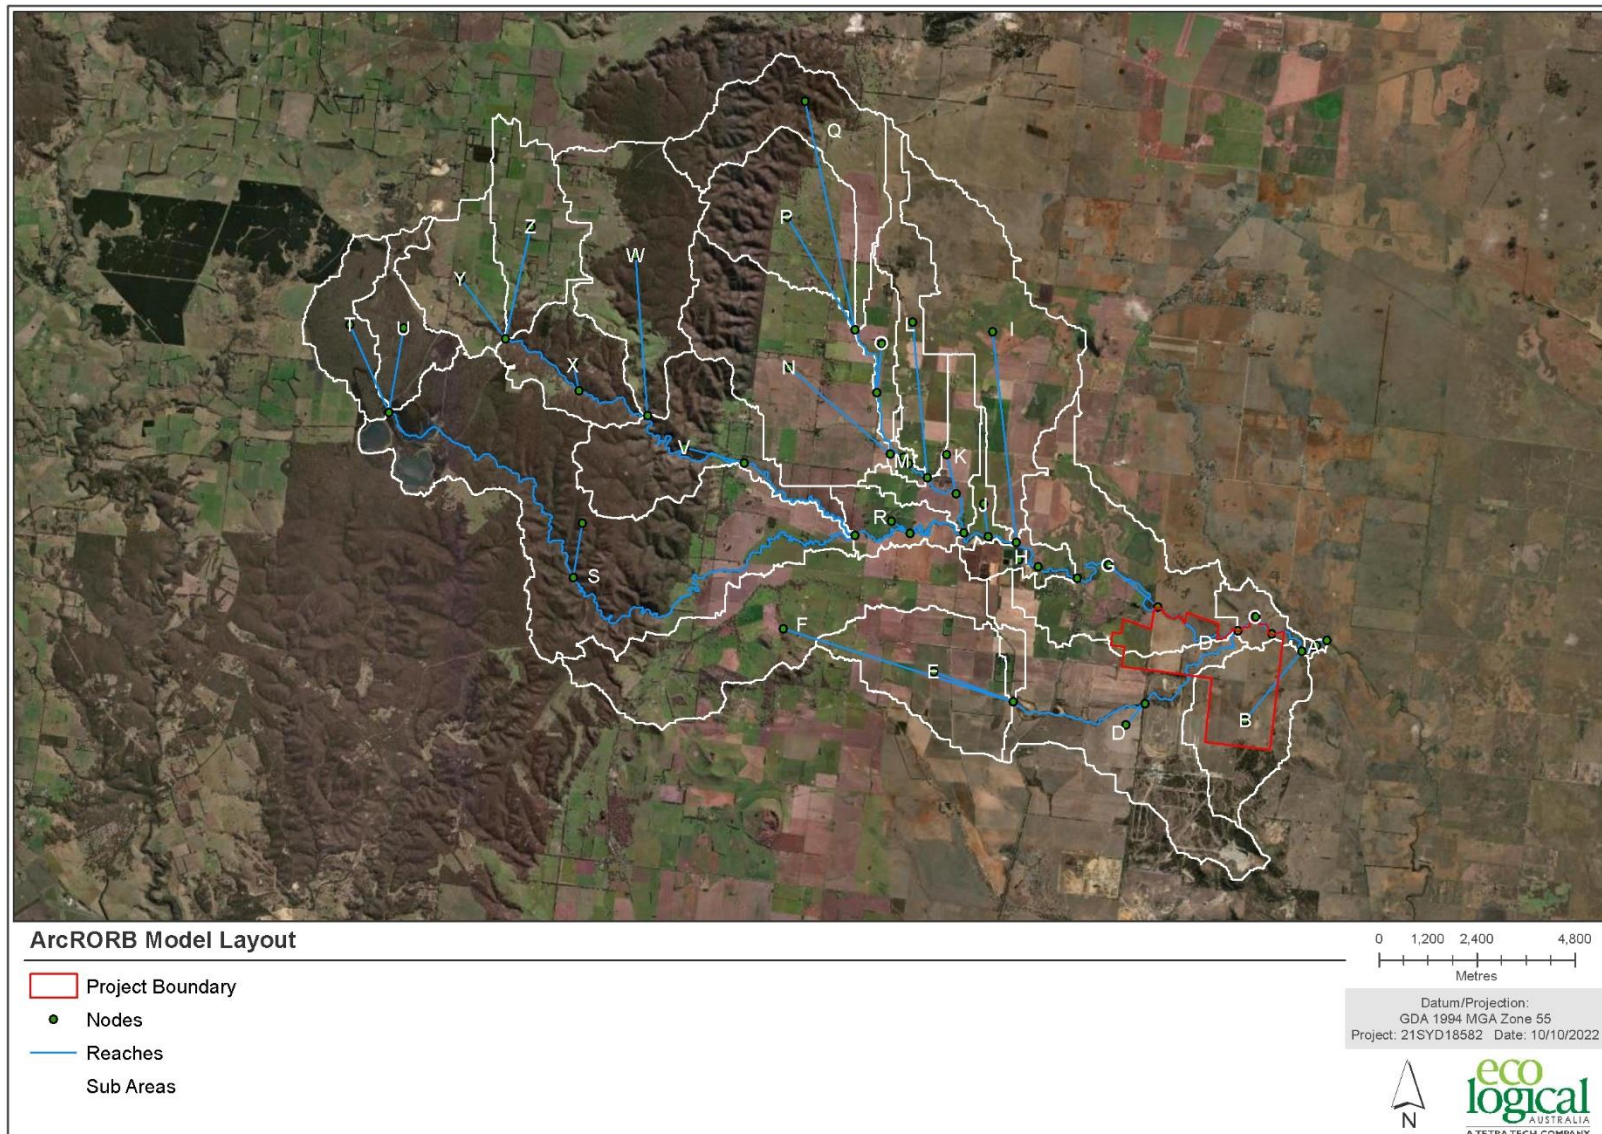 Q
P
Z
W
Y
T
U
L
I
O
X
N
V
M
K
J
R
H
G
S
C
F
D
A
E
B
D
ArcRORB Model Layout
Project Boundary
Nodes
Reaches
Sub Areas
0 1,200 2,400 4,800
Metres
Datum/Projection:
GDA 1994 MGA Zone 55
Project: 21SYD18582 Date: 10/10/2022
N
eco
logical
AUSTRALIA
A TETRA TECH COMPANY